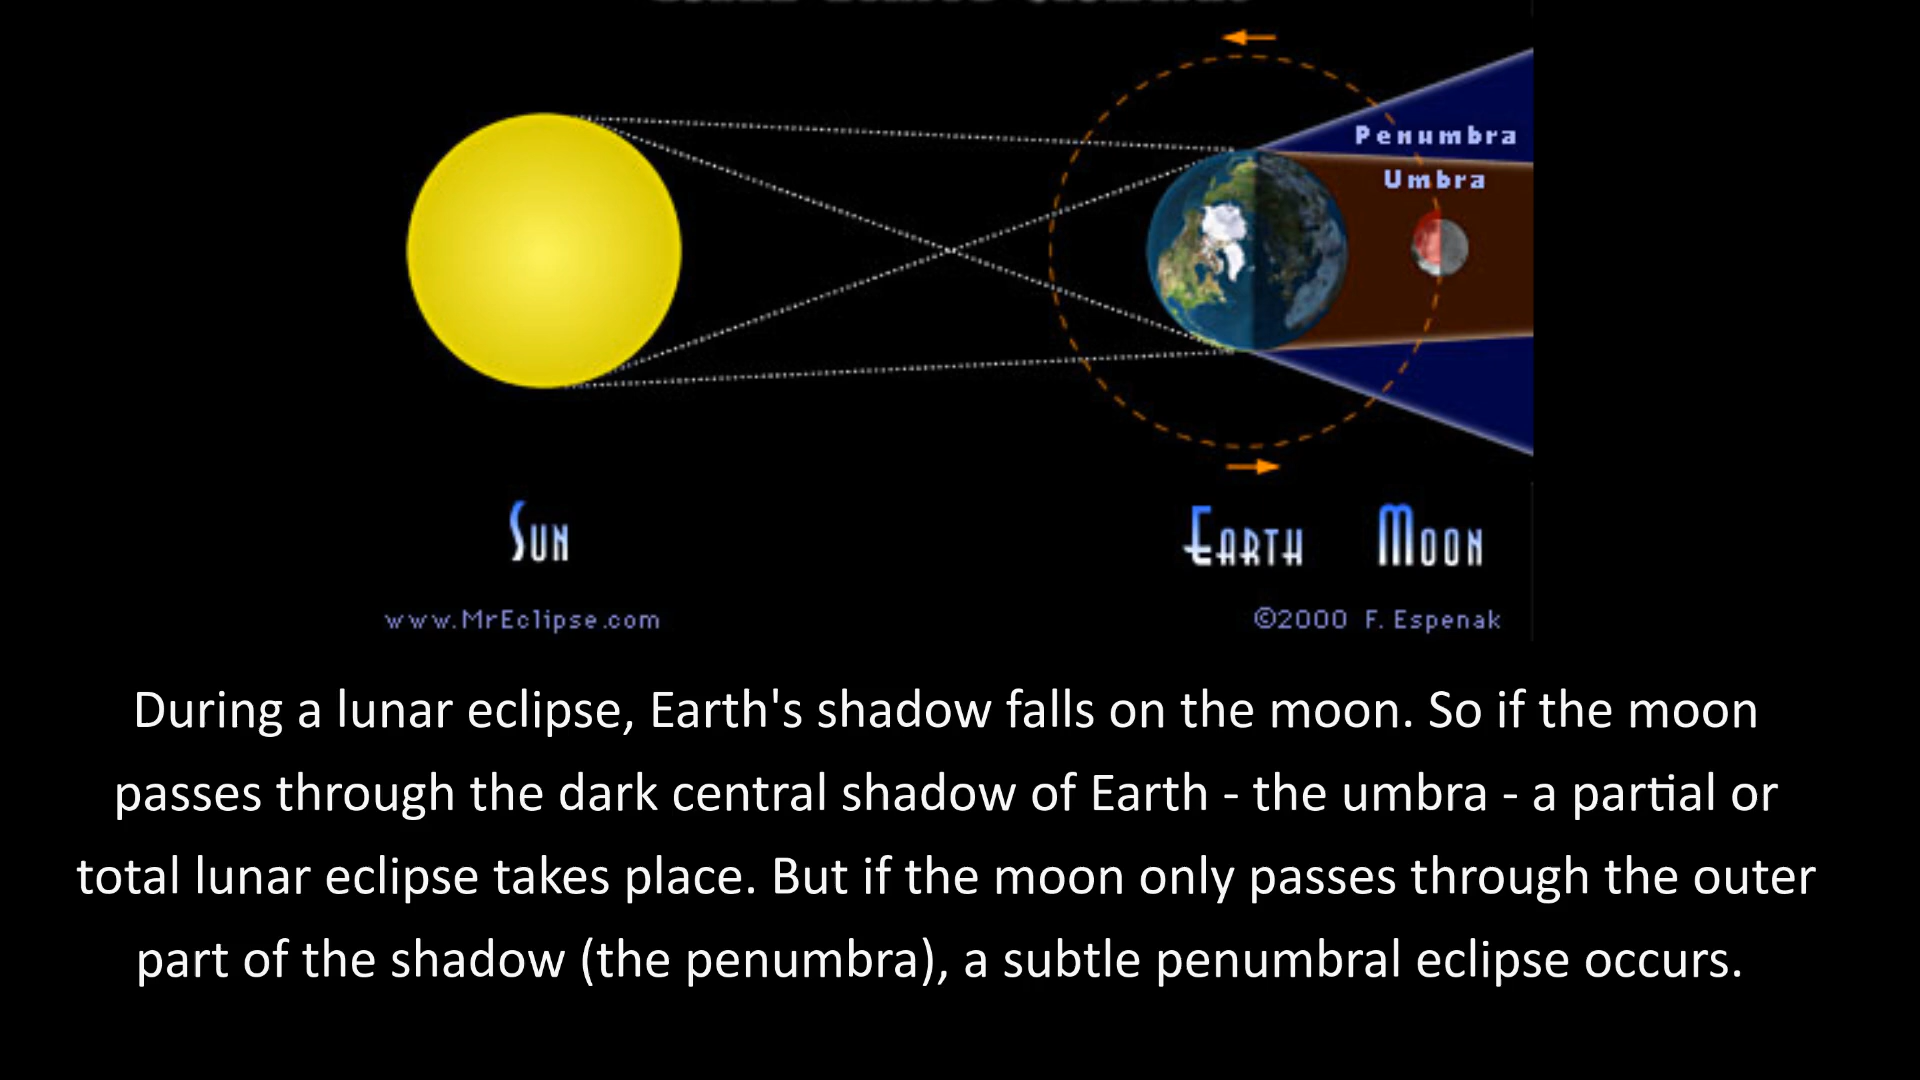 Penumbra
Umbra
Sun
Earth Moon
www.MrEclipse.com ©2000 F. Espenak
During a lunar eclipse, Earth's shadow falls on the moon. So if the moon
passes through the dark central shadow of Earth - the umbra - a partial or
total lunar eclipse takes place. But if the moon only passes through the outer
part of the shadow (the penumbra), a subtle penumbral eclipse occurs.